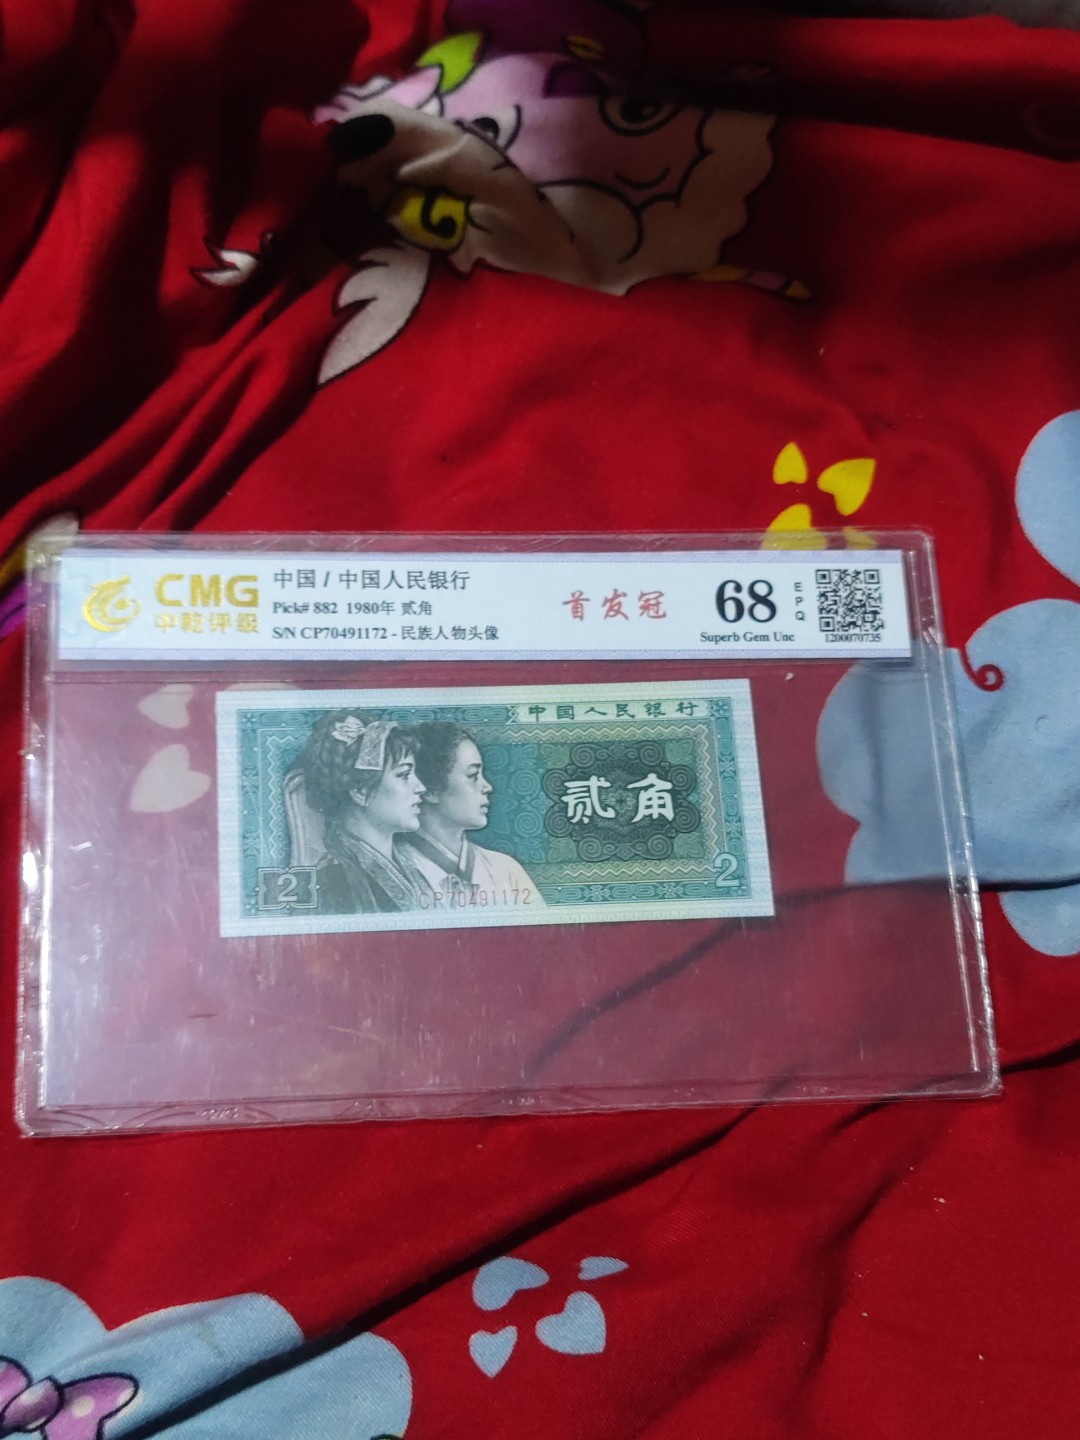 CMG
中乾评级
中国 / 中国人民银行
Pick# 882 1980年 贰角
S/N CP70491172 - 民族人物头像
首发冠
68
EPQ
Superb Gem Unc
1200070735
中国人民银行
贰角
2
2
CP70491172